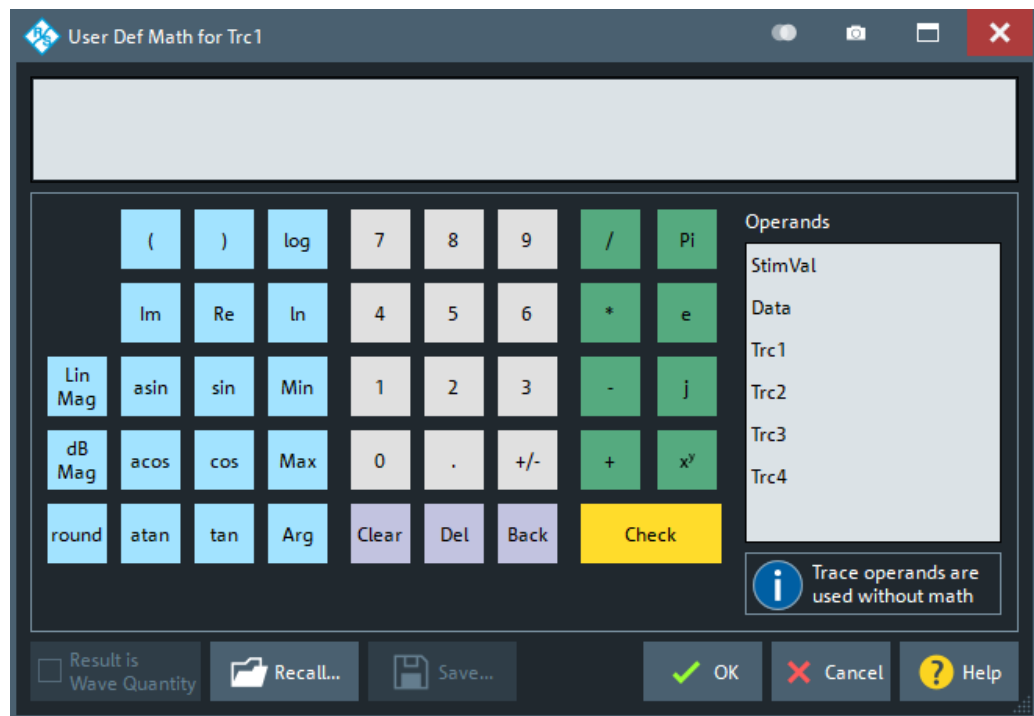 R&S User Def Math for Trc1
( ) log 7 8 9 / Pi
Im Re ln 4 5 6 * e
Lin Mag asin sin Min 1 2 3 - j
dB Mag acos cos Max 0 . +/- + xʸ
round atan tan Arg Clear Del Back Check
Operands
StimVal
Data
Trc1
Trc2
Trc3
Trc4
Trace operands are
used without math
Result is
Wave Quantity
Recall...
Save...
OK
Cancel
Help